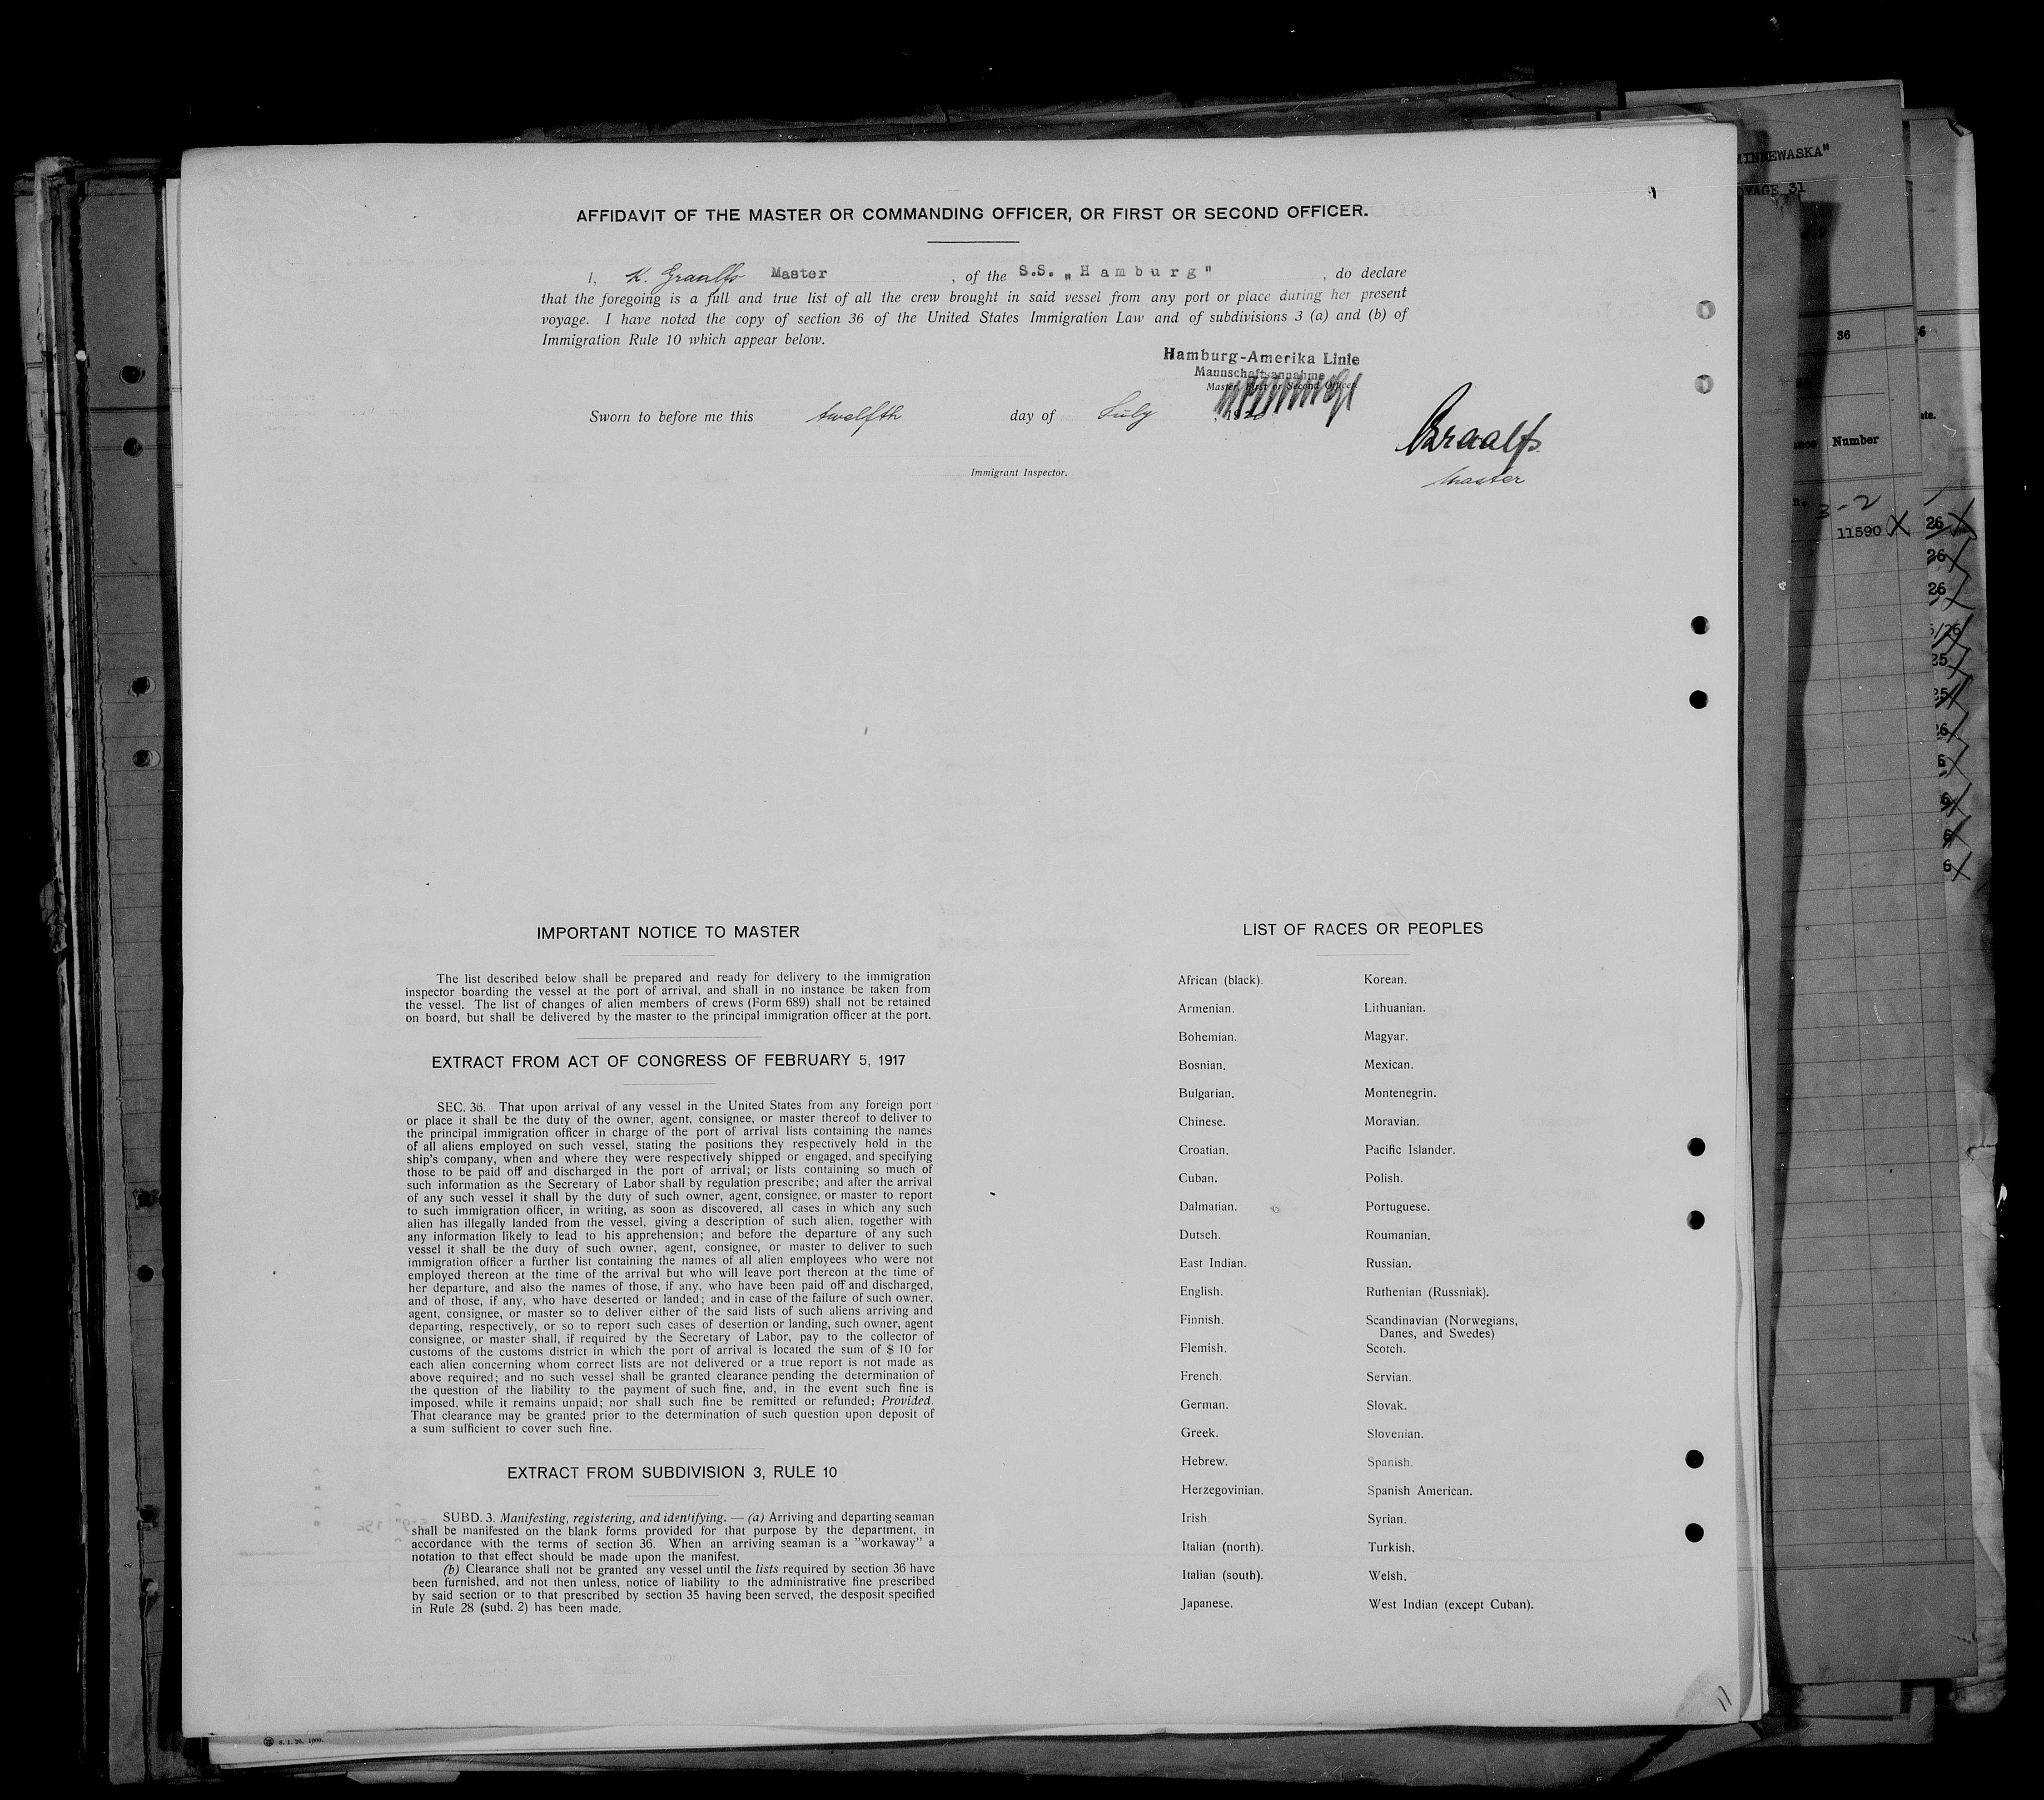 MINNEWASKA"
VOYAGE 31
AFFIDAVIT OF THE MASTER OR COMMANDING OFFICER, OR FIRST OR SECOND OFFICER.
I, K. Graalfs Master , of the S.S. „Hamburg" , do declare
that the foregoing is a full and true list of all the crew brought in said vessel from any port or place during her present
voyage. I have noted the copy of section 36 of the United States Immigration Law and of subdivisions 3 (a) and (b) of
Immigration Rule 10 which appear below.
Hamburg-Amerika Linie
Mannschaftsannahme
Master, First or Second Officer.
Sworn to before me this twelfth day of July , 1926
Graalfs
Master
Immigrant Inspector.
IMPORTANT NOTICE TO MASTER
The list described below shall be prepared and ready for delivery to the immigration
inspector boarding the vessel at the port of arrival, and shall in no instance be taken from
the vessel. The list of changes of alien members of crews (Form 689) shall not be retained
on board, but shall be delivered by the master to the principal immigration officer at the port.
EXTRACT FROM ACT OF CONGRESS OF FEBRUARY 5, 1917
SEC. 36. That upon arrival of any vessel in the United States from any foreign port
or place it shall be the duty of the owner, agent, consignee, or master thereof to deliver to
the principal immigration officer in charge of the port of arrival lists containing the names
of all aliens employed on such vessel, stating the positions they respectively hold in the
ship's company, when and where they were respectively shipped or engaged, and specifying
those to be paid off and discharged in the port of arrival; or lists containing so much of
such information as the Secretary of Labor shall by regulation prescribe; and after the arrival
of any such vessel it shall by the duty of such owner, agent, consignee, or master to report
to such immigration officer, in writing, as soon as discovered, all cases in which any such
alien has illegally landed from the vessel, giving a description of such alien, together with
any information likely to lead to his apprehension; and before the departure of any such
vessel it shall be the duty of such owner, agent, consignee, or master to deliver to such
immigration officer a further list containing the names of all alien employees who were not
employed thereon at the time of the arrival but who will leave port thereon at the time of
her departure, and also the names of those, if any, who have been paid off and discharged,
and of those, if any, who have deserted or landed; and in case of the failure of such owner,
agent, consignee, or master so to deliver either of the said lists of such aliens arriving and
departing, respectively, or so to report such cases of desertion or landing, such owner, agent
consignee, or master shall, if required by the Secretary of Labor, pay to the collector of
customs of the customs district in which the port of arrival is located the sum of $ 10 for
each alien concerning whom correct lists are not delivered or a true report is not made as
above required; and no such vessel shall be granted clearance pending the determination of
the question of the liability to the payment of such fine, and, in the event such fine is
imposed, while it remains unpaid; nor shall such fine be remitted or refunded: Provided.
That clearance may be granted prior to the determination of such question upon deposit of
a sum sufficient to cover such fine.
EXTRACT FROM SUBDIVISION 3, RULE 10
SUBD. 3. Manifesting, registering, and identifying. — (a) Arriving and departing seaman
shall be manifested on the blank forms provided for that purpose by the department, in
accordance with the terms of section 36. When an arriving seaman is a "workaway" a
notation to that effect should be made upon the manifest.
(b) Clearance shall not be granted any vessel until the lists required by section 36 have
been furnished, and not then unless, notice of liability to the administrative fine prescribed
by said section or to that prescribed by section 35 having been served, the desposit specified
in Rule 28 (subd. 2) has been made.
LIST OF RACES OR PEOPLES
African (black).
Armenian.
Bohemian.
Bosnian.
Bulgarian.
Chinese.
Croatian.
Cuban.
Dalmatian.
Dutsch.
East Indian.
English.
Finnish.
Flemish.
French.
German.
Greek.
Hebrew.
Herzegovinian.
Irish
Italian (north).
Italian (south).
Japanese.
Korean.
Lithuanian.
Magyar.
Mexican.
Montenegrin.
Moravian.
Pacific Islander.
Polish.
Portuguese.
Roumanian.
Russian.
Ruthenian (Russniak).
Scandinavian (Norwegians,
Danes, and Swedes)
Scotch.
Servian.
Slovak.
Slovenian.
Spanish.
Spanish American.
Syrian.
Turkish.
Welsh.
West Indian (except Cuban).
11
8. 1. 26. 1000.
36
Number
3-2
11590 X
26
26
26